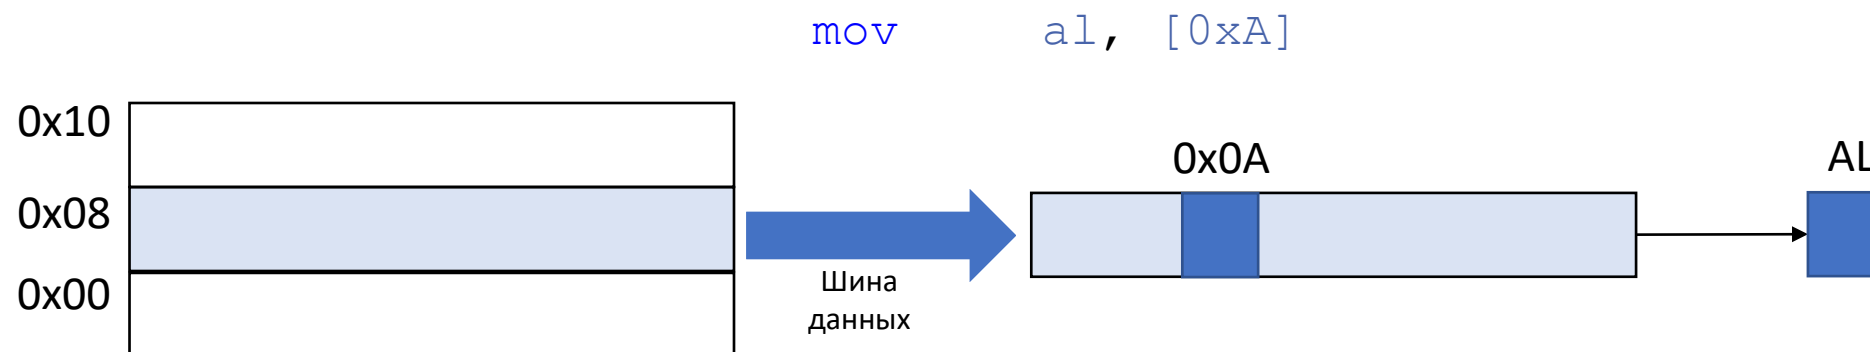 mov al, [0xA]
0x10
0x0A
AL
0x08
0x00
Шина
данных